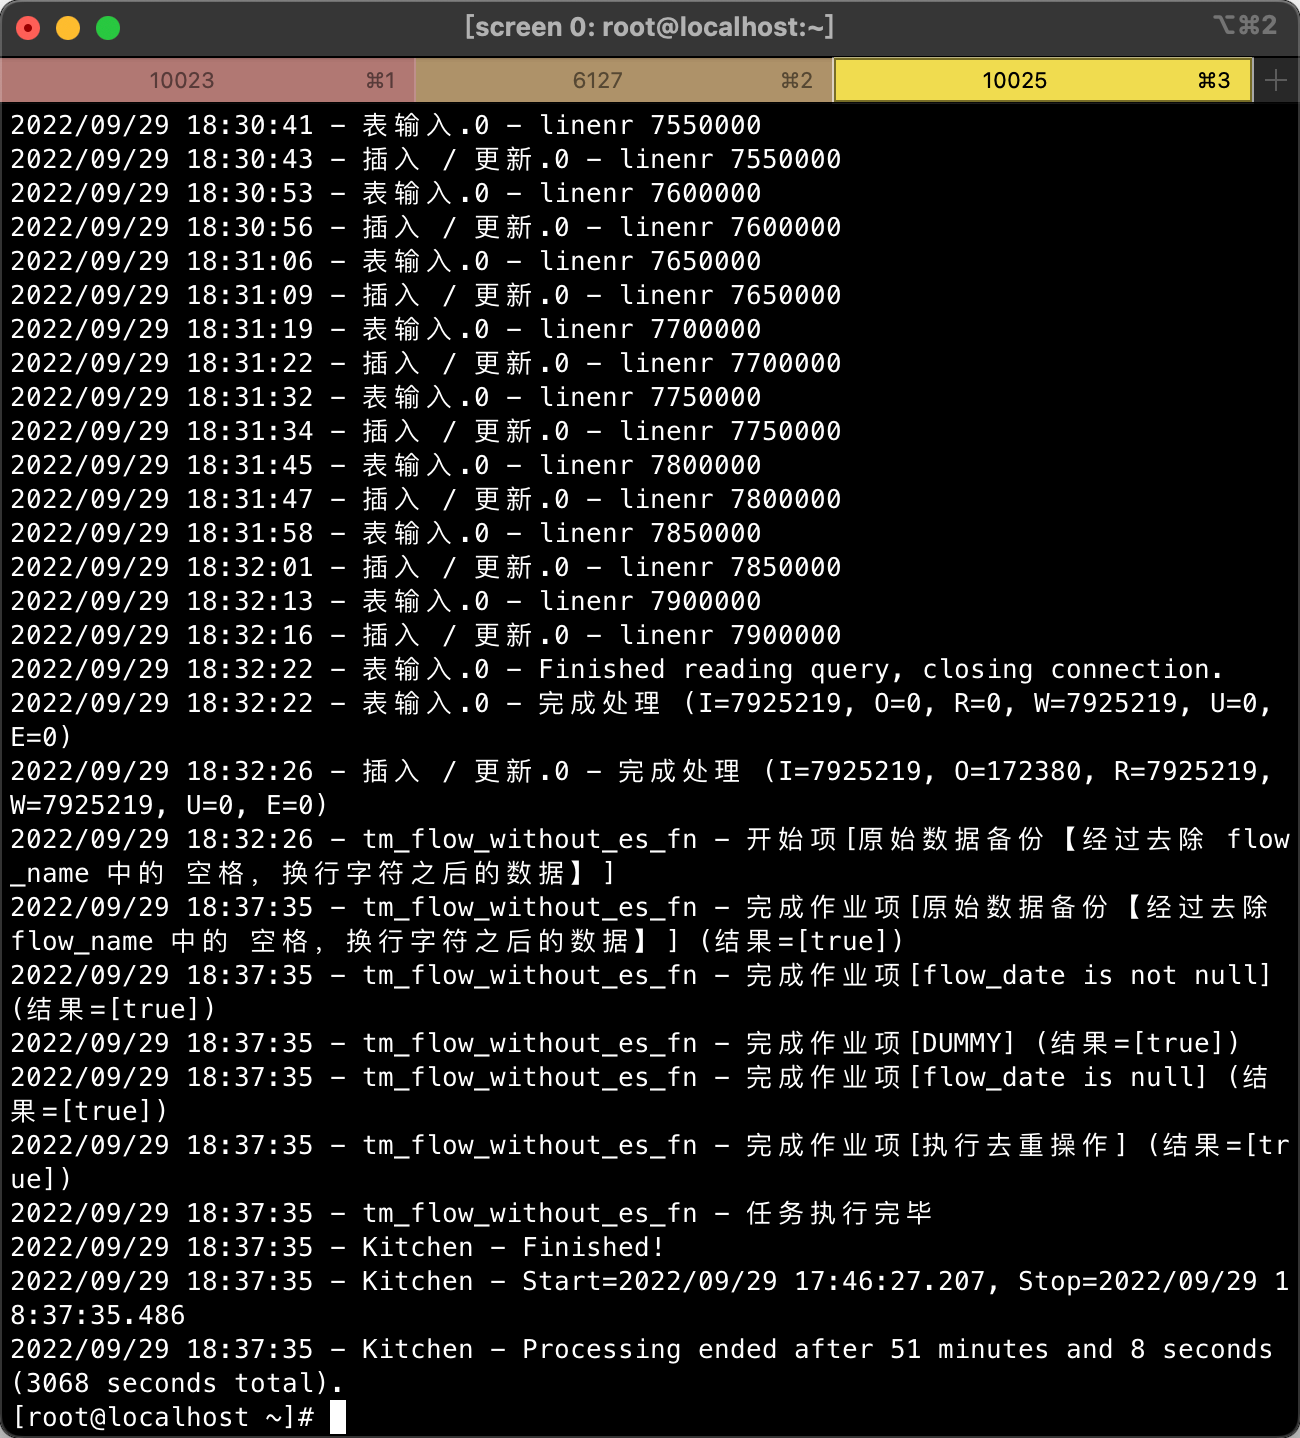 [screen 0: root@localhost:~]
⌥⌘2
10023 ⌘1 6127 ⌘2 10025 ⌘3 +
2022/09/29 18:30:41 - 表输入.0 - linenr 7550000
2022/09/29 18:30:43 - 插入 / 更新.0 - linenr 7550000
2022/09/29 18:30:53 - 表输入.0 - linenr 7600000
2022/09/29 18:30:56 - 插入 / 更新.0 - linenr 7600000
2022/09/29 18:31:06 - 表输入.0 - linenr 7650000
2022/09/29 18:31:09 - 插入 / 更新.0 - linenr 7650000
2022/09/29 18:31:19 - 表输入.0 - linenr 7700000
2022/09/29 18:31:22 - 插入 / 更新.0 - linenr 7700000
2022/09/29 18:31:32 - 表输入.0 - linenr 7750000
2022/09/29 18:31:34 - 插入 / 更新.0 - linenr 7750000
2022/09/29 18:31:45 - 表输入.0 - linenr 7800000
2022/09/29 18:31:47 - 插入 / 更新.0 - linenr 7800000
2022/09/29 18:31:58 - 表输入.0 - linenr 7850000
2022/09/29 18:32:01 - 插入 / 更新.0 - linenr 7850000
2022/09/29 18:32:13 - 表输入.0 - linenr 7900000
2022/09/29 18:32:16 - 插入 / 更新.0 - linenr 7900000
2022/09/29 18:32:22 - 表输入.0 - Finished reading query, closing connection.
2022/09/29 18:32:22 - 表输入.0 - 完成处理 (I=7925219, O=0, R=0, W=7925219, U=0,
E=0)
2022/09/29 18:32:26 - 插入 / 更新.0 - 完成处理 (I=7925219, O=172380, R=7925219,
W=7925219, U=0, E=0)
2022/09/29 18:32:26 - tm_flow_without_es_fn - 开始项[原始数据备份【经过去除 flow
_name 中的 空格, 换行字符之后的数据】]
2022/09/29 18:37:35 - tm_flow_without_es_fn - 完成作业项[原始数据备份【经过去除
flow_name 中的 空格, 换行字符之后的数据】] (结果=[true])
2022/09/29 18:37:35 - tm_flow_without_es_fn - 完成作业项[flow_date is not null]
(结果=[true])
2022/09/29 18:37:35 - tm_flow_without_es_fn - 完成作业项[DUMMY] (结果=[true])
2022/09/29 18:37:35 - tm_flow_without_es_fn - 完成作业项[flow_date is null] (结
果=[true])
2022/09/29 18:37:35 - tm_flow_without_es_fn - 完成作业项[执行去重操作] (结果=[tr
ue])
2022/09/29 18:37:35 - tm_flow_without_es_fn - 任务执行完毕
2022/09/29 18:37:35 - Kitchen - Finished!
2022/09/29 18:37:35 - Kitchen - Start=2022/09/29 17:46:27.207, Stop=2022/09/29 1
8:37:35.486
2022/09/29 18:37:35 - Kitchen - Processing ended after 51 minutes and 8 seconds
(3068 seconds total).
[root@localhost ~]#